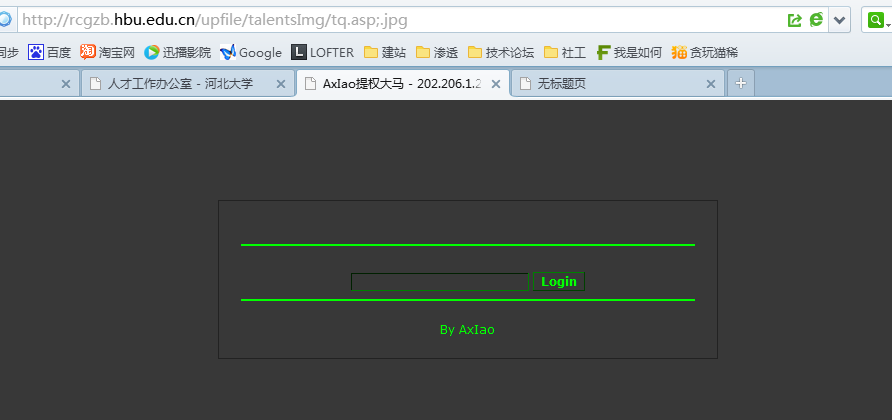 http://rcgzb.hbu.edu.cn/upfile/talentsImg/tq.asp;.jpg
同步 百度 淘宝网 迅播影院 Google LOFTER 建站 渗透 技术论坛 社工 我是如何 贪玩猫稀
人才工作办公室 - 河北大学 AxIao提权大马 - 202.206.1.2 无标题页
Login
By AxIao